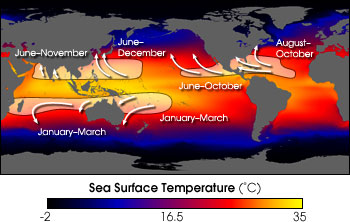 June–November
June–
December
August–
October
June–October
January–March
January–March
Sea Surface Temperature (°C)
-2
16.5
35